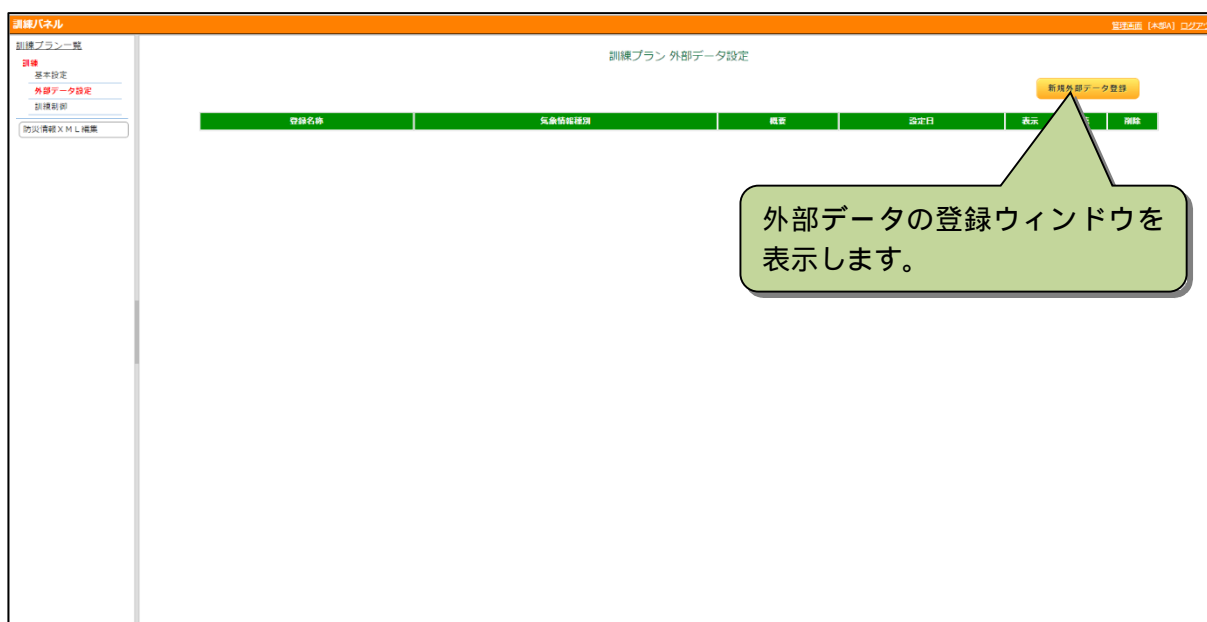 訓練パネル
管理画面 [本部A] ログアウ
訓練プラン一覧
訓練
基本設定
外部データ設定
訓練制御
防災情報XML編集
訓練プラン 外部データ設定
新規外部データ登録
登録名称 気象情報種別 概要 設定日 表示 削除
外部データの登録ウィンドウを
表示します。